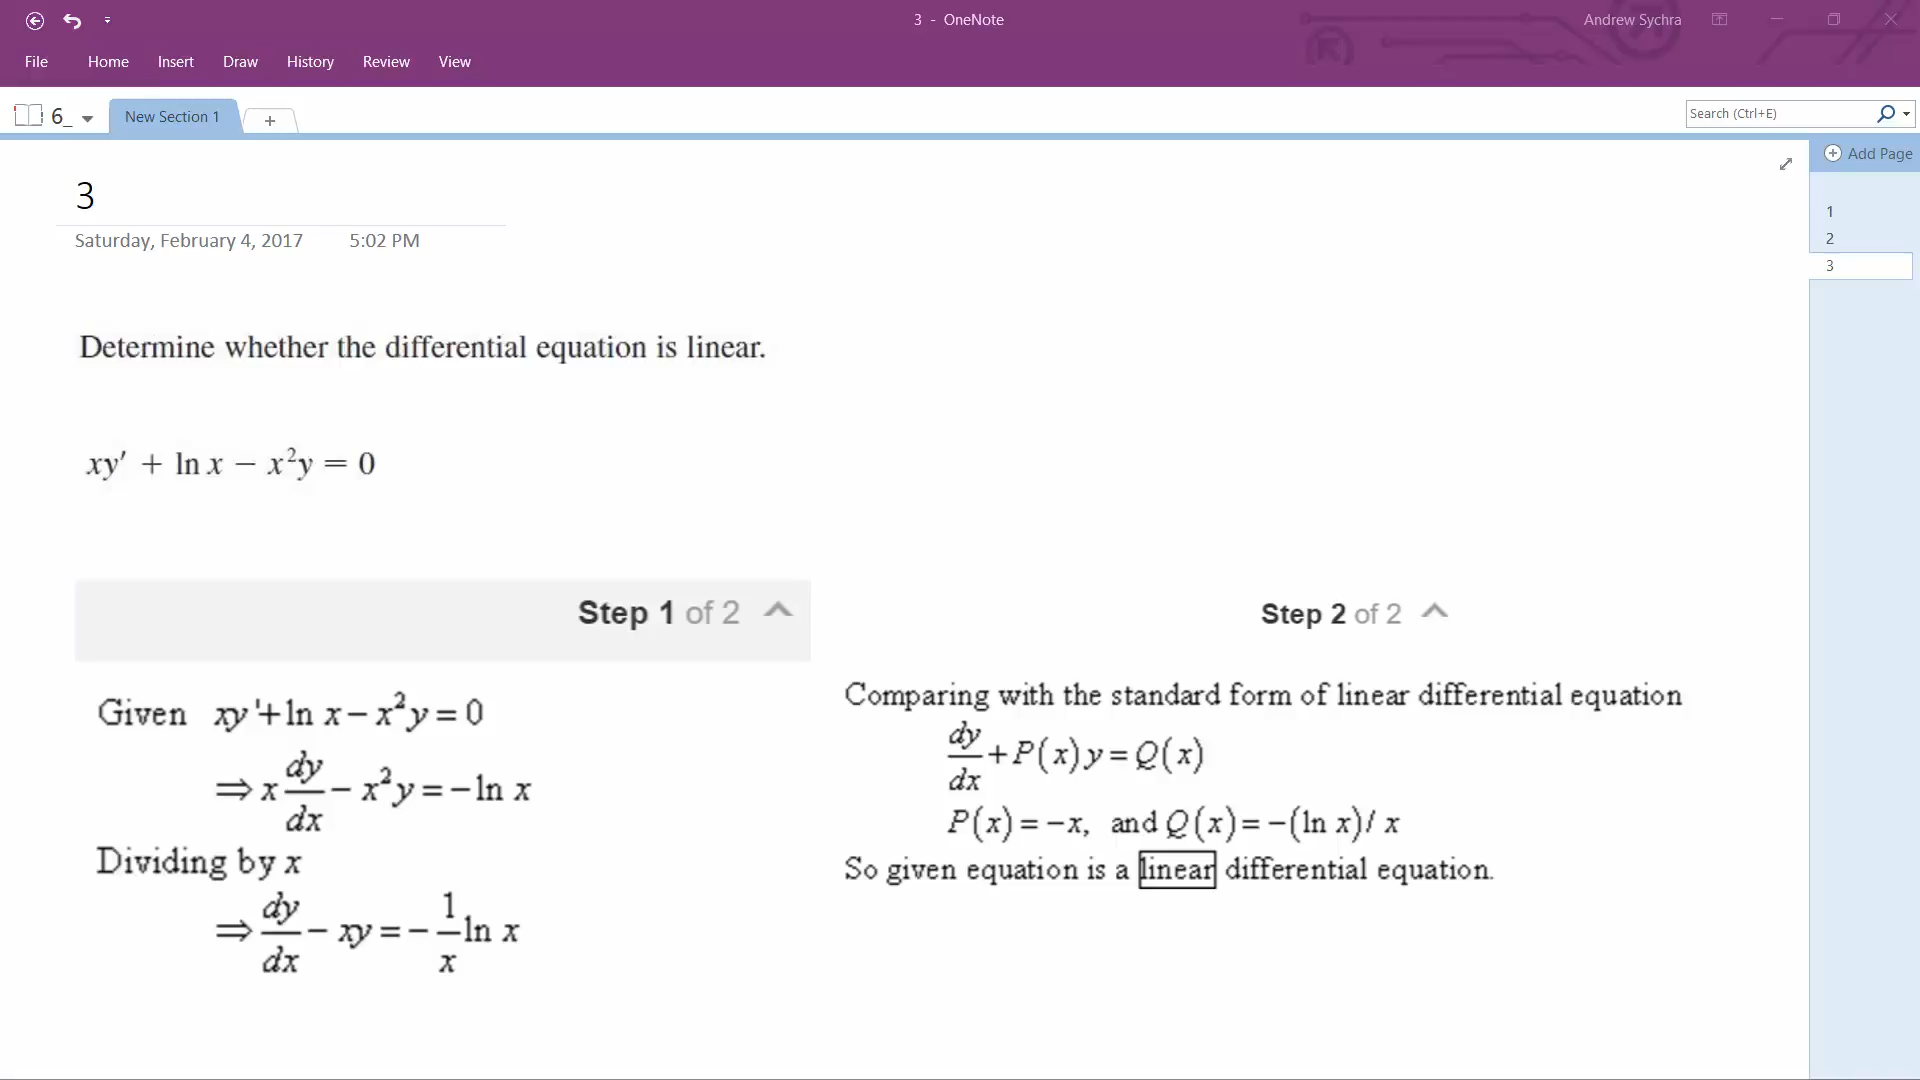 3 - OneNote
Andrew Sychra
File Home Insert Draw History Review View
6_ New Section 1 +
Search (Ctrl+E)
Add Page
1
2
3
3
Saturday, February 4, 2017 5:02 PM
Determine whether the differential equation is linear.
xy′ + ln x − x²y = 0
Step 1 of 2
Given xy'+ln x − x²y = 0
⇒ x dy/dx − x²y = −ln x
Dividing by x
⇒ dy/dx − xy = − 1/x ln x
Step 2 of 2
Comparing with the standard form of linear differential equation
dy/dx + P(x) y = Q(x)
P(x) = −x, and Q(x) = −(ln x)/ x
So given equation is a linear differential equation.